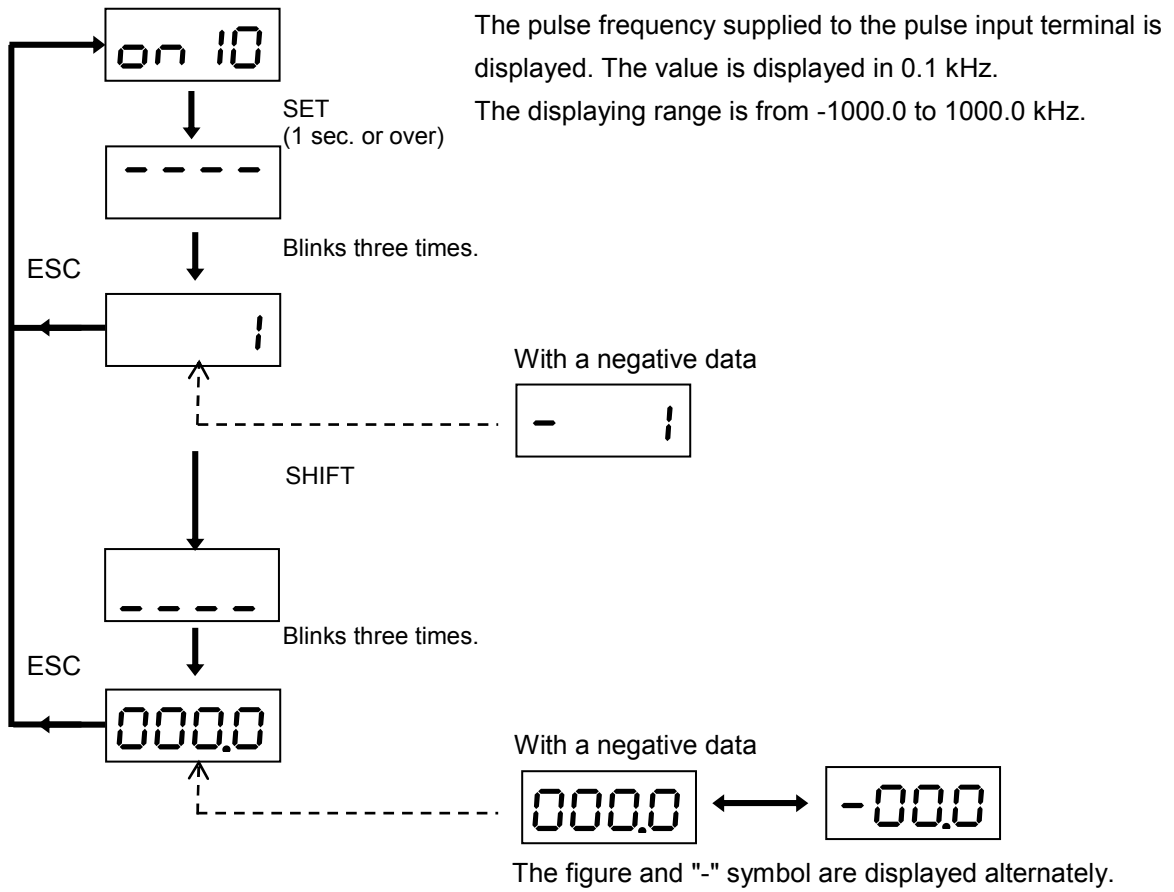 on 10
The pulse frequency supplied to the pulse input terminal is
displayed. The value is displayed in 0.1 kHz.
The displaying range is from -1000.0 to 1000.0 kHz.
SET
(1 sec. or over)
- - - -
Blinks three times.
ESC
1
With a negative data
- 1
SHIFT
_ _ _ _
Blinks three times.
ESC
000.0
With a negative data
000.0
-00.0
The figure and "-" symbol are displayed alternately.